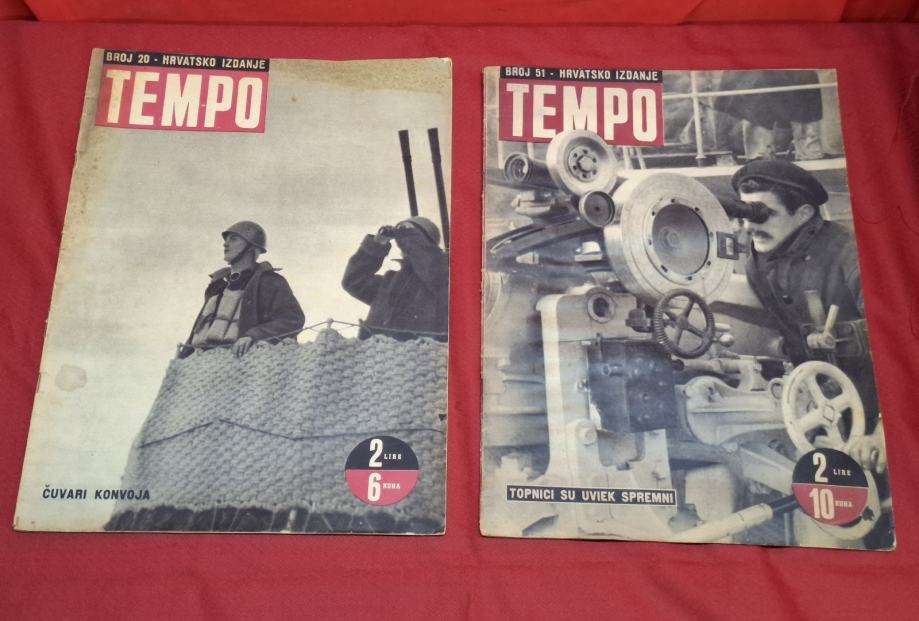 BROJ 20 - HRVATSKO IZDANJE
TEMPO
2 LIRE
6 KUNA
ČUVARI KONVOJA
BROJ 51 - HRVATSKO IZDANJE
TEMPO
TOPNICI SU UVIEK SPREMNI
2 LIRE
10 KUNA